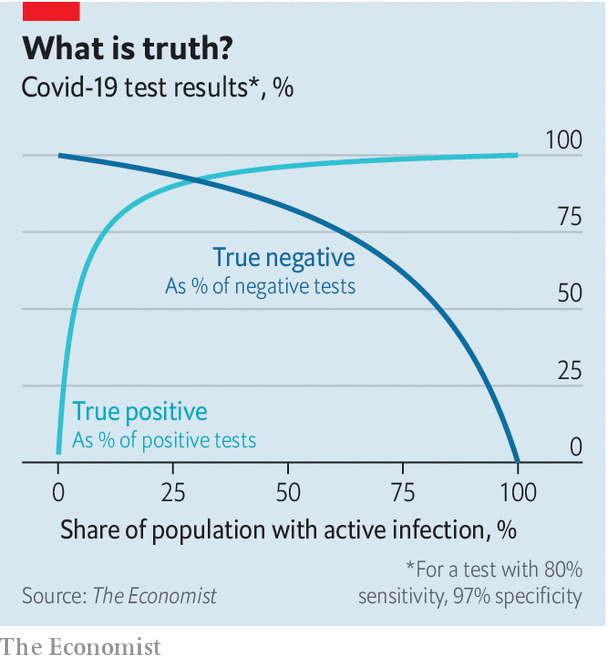 What is truth?
Covid-19 test results*, %
100
75
50
25
0
True negative
As % of negative tests
True positive
As % of positive tests
0 25 50 75 100
Share of population with active infection, %
*For a test with 80%
sensitivity, 97% specificity
Source: The Economist
The Economist